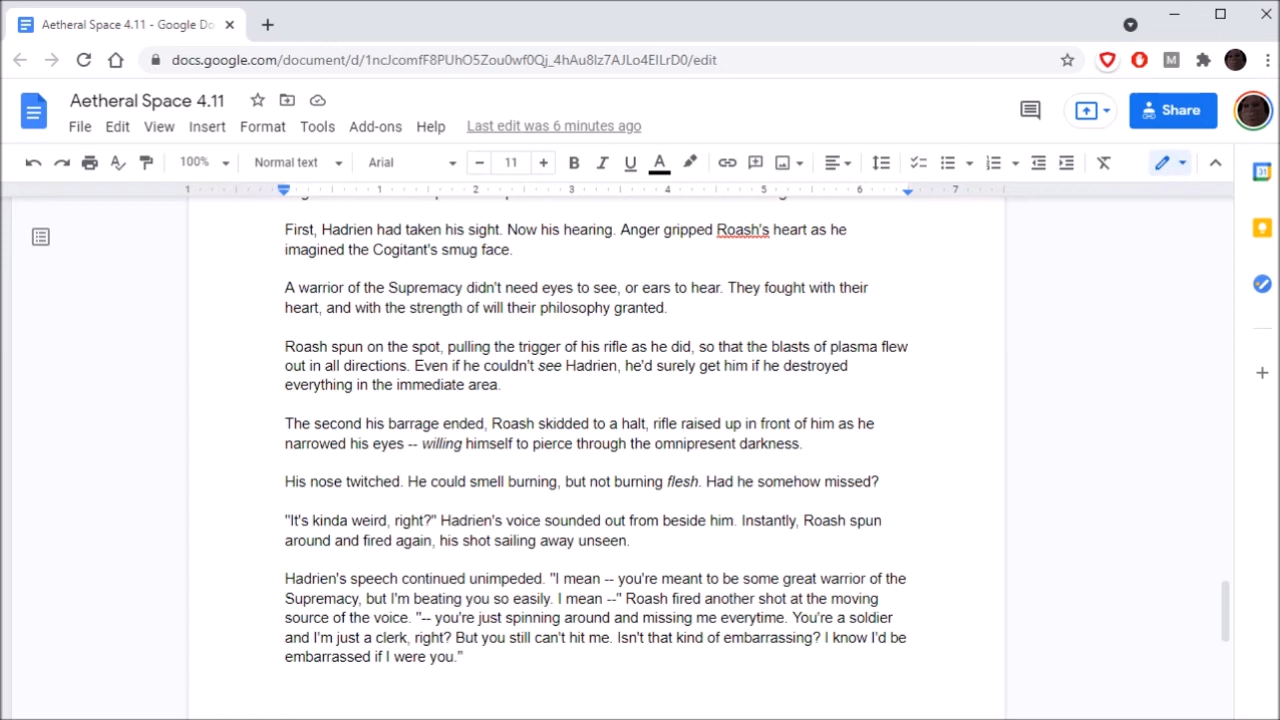 Aetheral Space 4.11 - Google Do
docs.google.com/document/d/1ncJcomfF8PUhO5Zou0wf0Qj_4hAu8lz7AJLo4EILrD0/edit
M
Aetheral Space 4.11
File Edit View Insert Format Tools Add-ons Help Last edit was 6 minutes ago
Share
100% Normal text Arial 11 B I U A
31
1 1 2 3 4 5 6 7
First, Hadrien had taken his sight. Now his hearing. Anger gripped Roash's heart as he
imagined the Cogitant's smug face.
A warrior of the Supremacy didn't need eyes to see, or ears to hear. They fought with their
heart, and with the strength of will their philosophy granted.
Roash spun on the spot, pulling the trigger of his rifle as he did, so that the blasts of plasma flew
out in all directions. Even if he couldn't see Hadrien, he'd surely get him if he destroyed
everything in the immediate area.
The second his barrage ended, Roash skidded to a halt, rifle raised up in front of him as he
narrowed his eyes -- willing himself to pierce through the omnipresent darkness.
His nose twitched. He could smell burning, but not burning flesh. Had he somehow missed?
"It's kinda weird, right?" Hadrien's voice sounded out from beside him. Instantly, Roash spun
around and fired again, his shot sailing away unseen.
Hadrien's speech continued unimpeded. "I mean -- you're meant to be some great warrior of the
Supremacy, but I'm beating you so easily. I mean --" Roash fired another shot at the moving
source of the voice. "-- you're just spinning around and missing me everytime. You're a soldier
and I'm just a clerk, right? But you still can't hit me. Isn't that kind of embarrassing? I know I'd be
embarrassed if I were you."